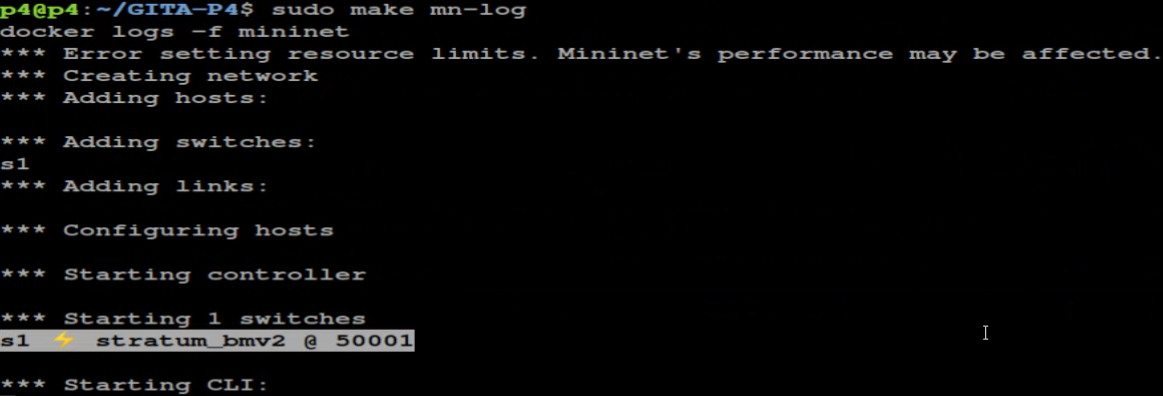 p4@p4:~/GITA-P4$ sudo make mn-log
docker logs -f mininet
*** Error setting resource limits. Mininet's performance may be affected.
*** Creating network
*** Adding hosts:
*** Adding switches:
s1
*** Adding links:
*** Configuring hosts
*** Starting controller
*** Starting 1 switches
s1 ⚡ stratum_bmv2 @ 50001
*** Starting CLI: